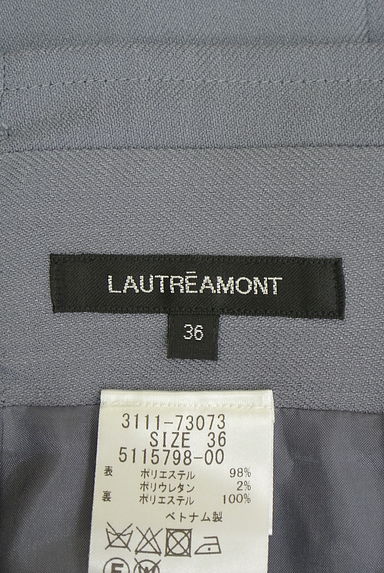 LAUTRĒAMONT
36
3111-73073
SIZE 36
5115798-00
表 ポリエステル 98%
ポリウレタン 2%
裏 ポリエステル 100%
ベトナム製